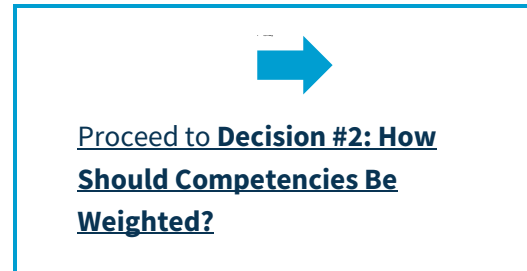 Proceed to Decision #2: How
Should Competencies Be
Weighted?